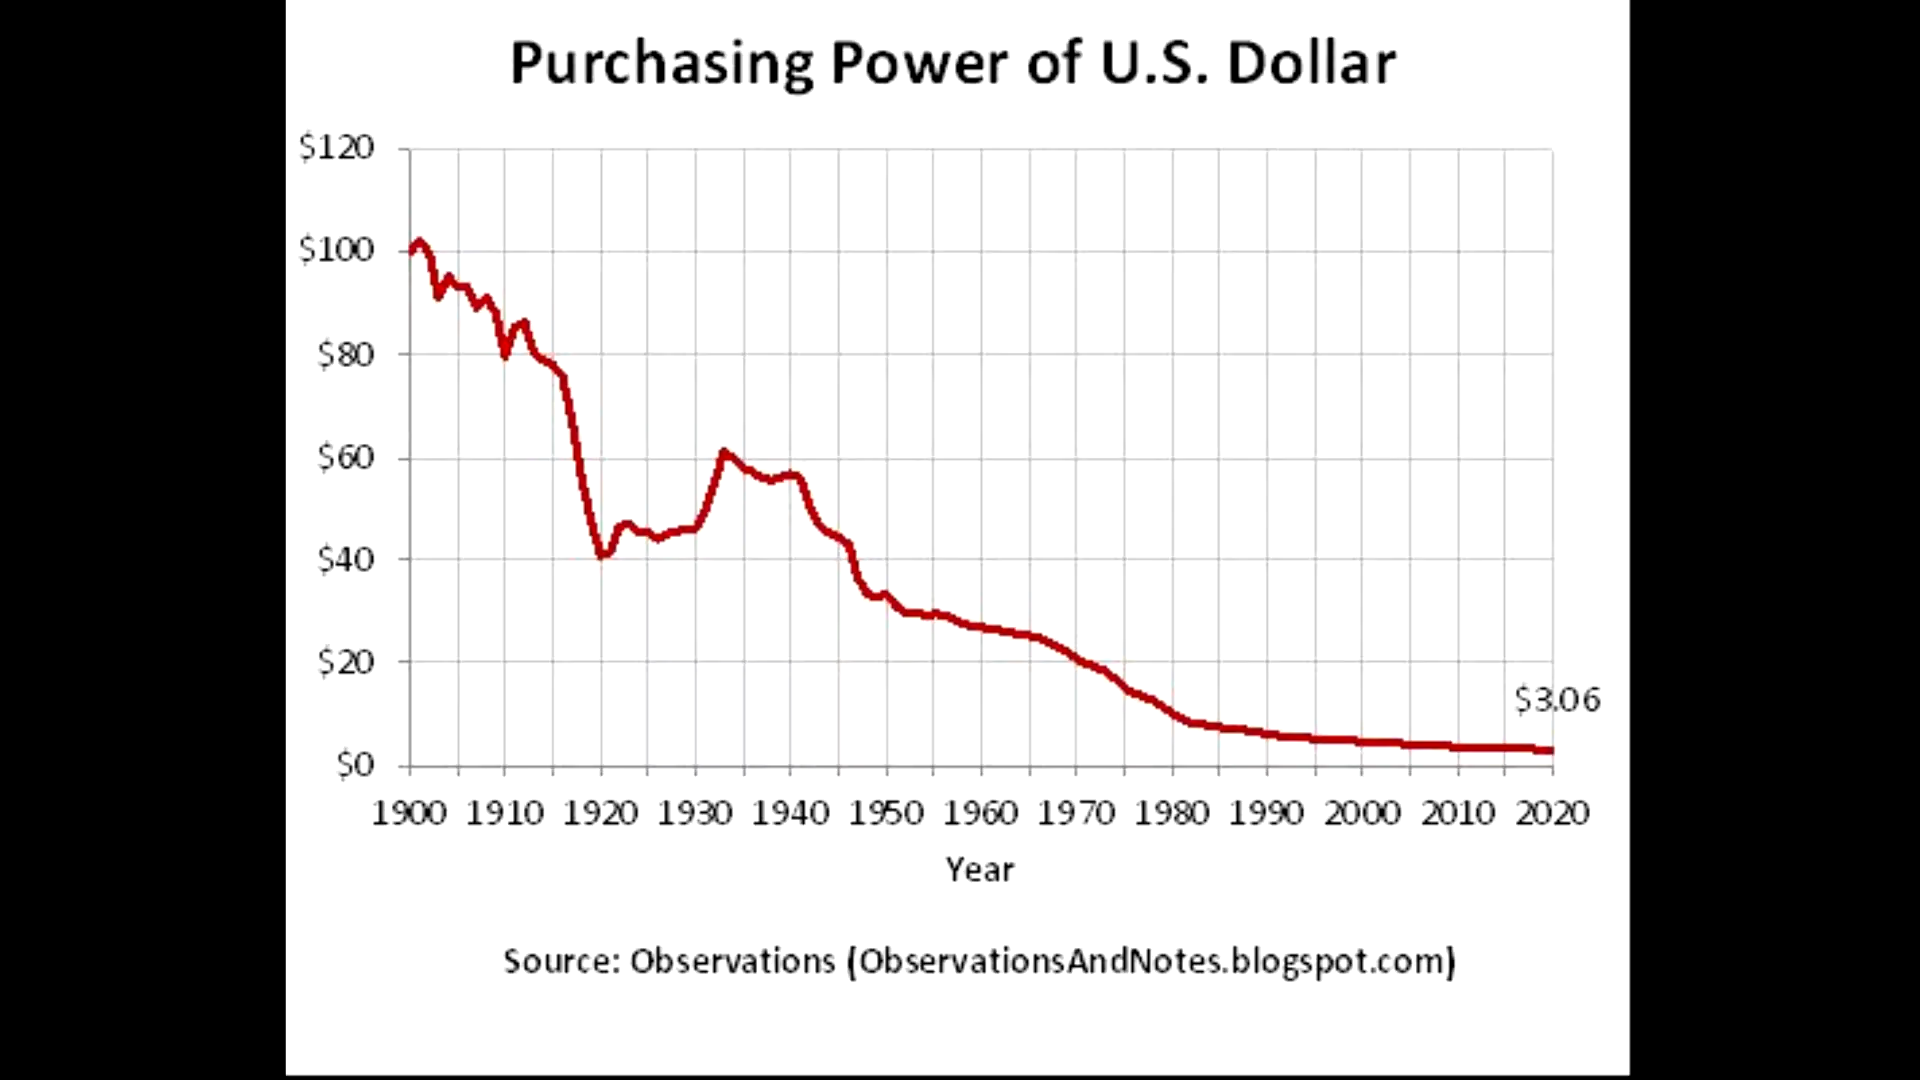 Purchasing Power of U.S. Dollar
$120
$100
$80
$60
$40
$20
$0
$3.06
1900 1910 1920 1930 1940 1950 1960 1970 1980 1990 2000 2010 2020
Year
Source: Observations (ObservationsAndNotes.blogspot.com)